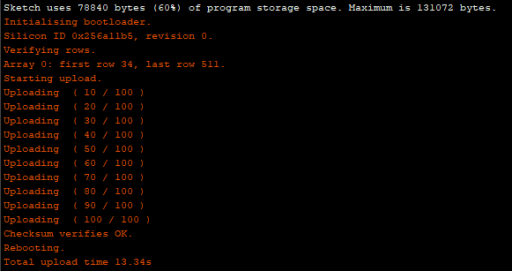 Sketch uses 78840 bytes (60%) of program storage space. Maximum is 131072 bytes.
Initialising bootloader.
Silicon ID 0x256a11b5, revision 0.
Verifying rows.
Array 0: first row 34, last row 511.
Starting upload.
Uploading  ( 10 / 100 )
Uploading  ( 20 / 100 )
Uploading  ( 30 / 100 )
Uploading  ( 40 / 100 )
Uploading  ( 50 / 100 )
Uploading  ( 60 / 100 )
Uploading  ( 70 / 100 )
Uploading  ( 80 / 100 )
Uploading  ( 90 / 100 )
Uploading  ( 100 / 100 )
Checksum verifies OK.
Rebooting.
Total upload time 13.34s